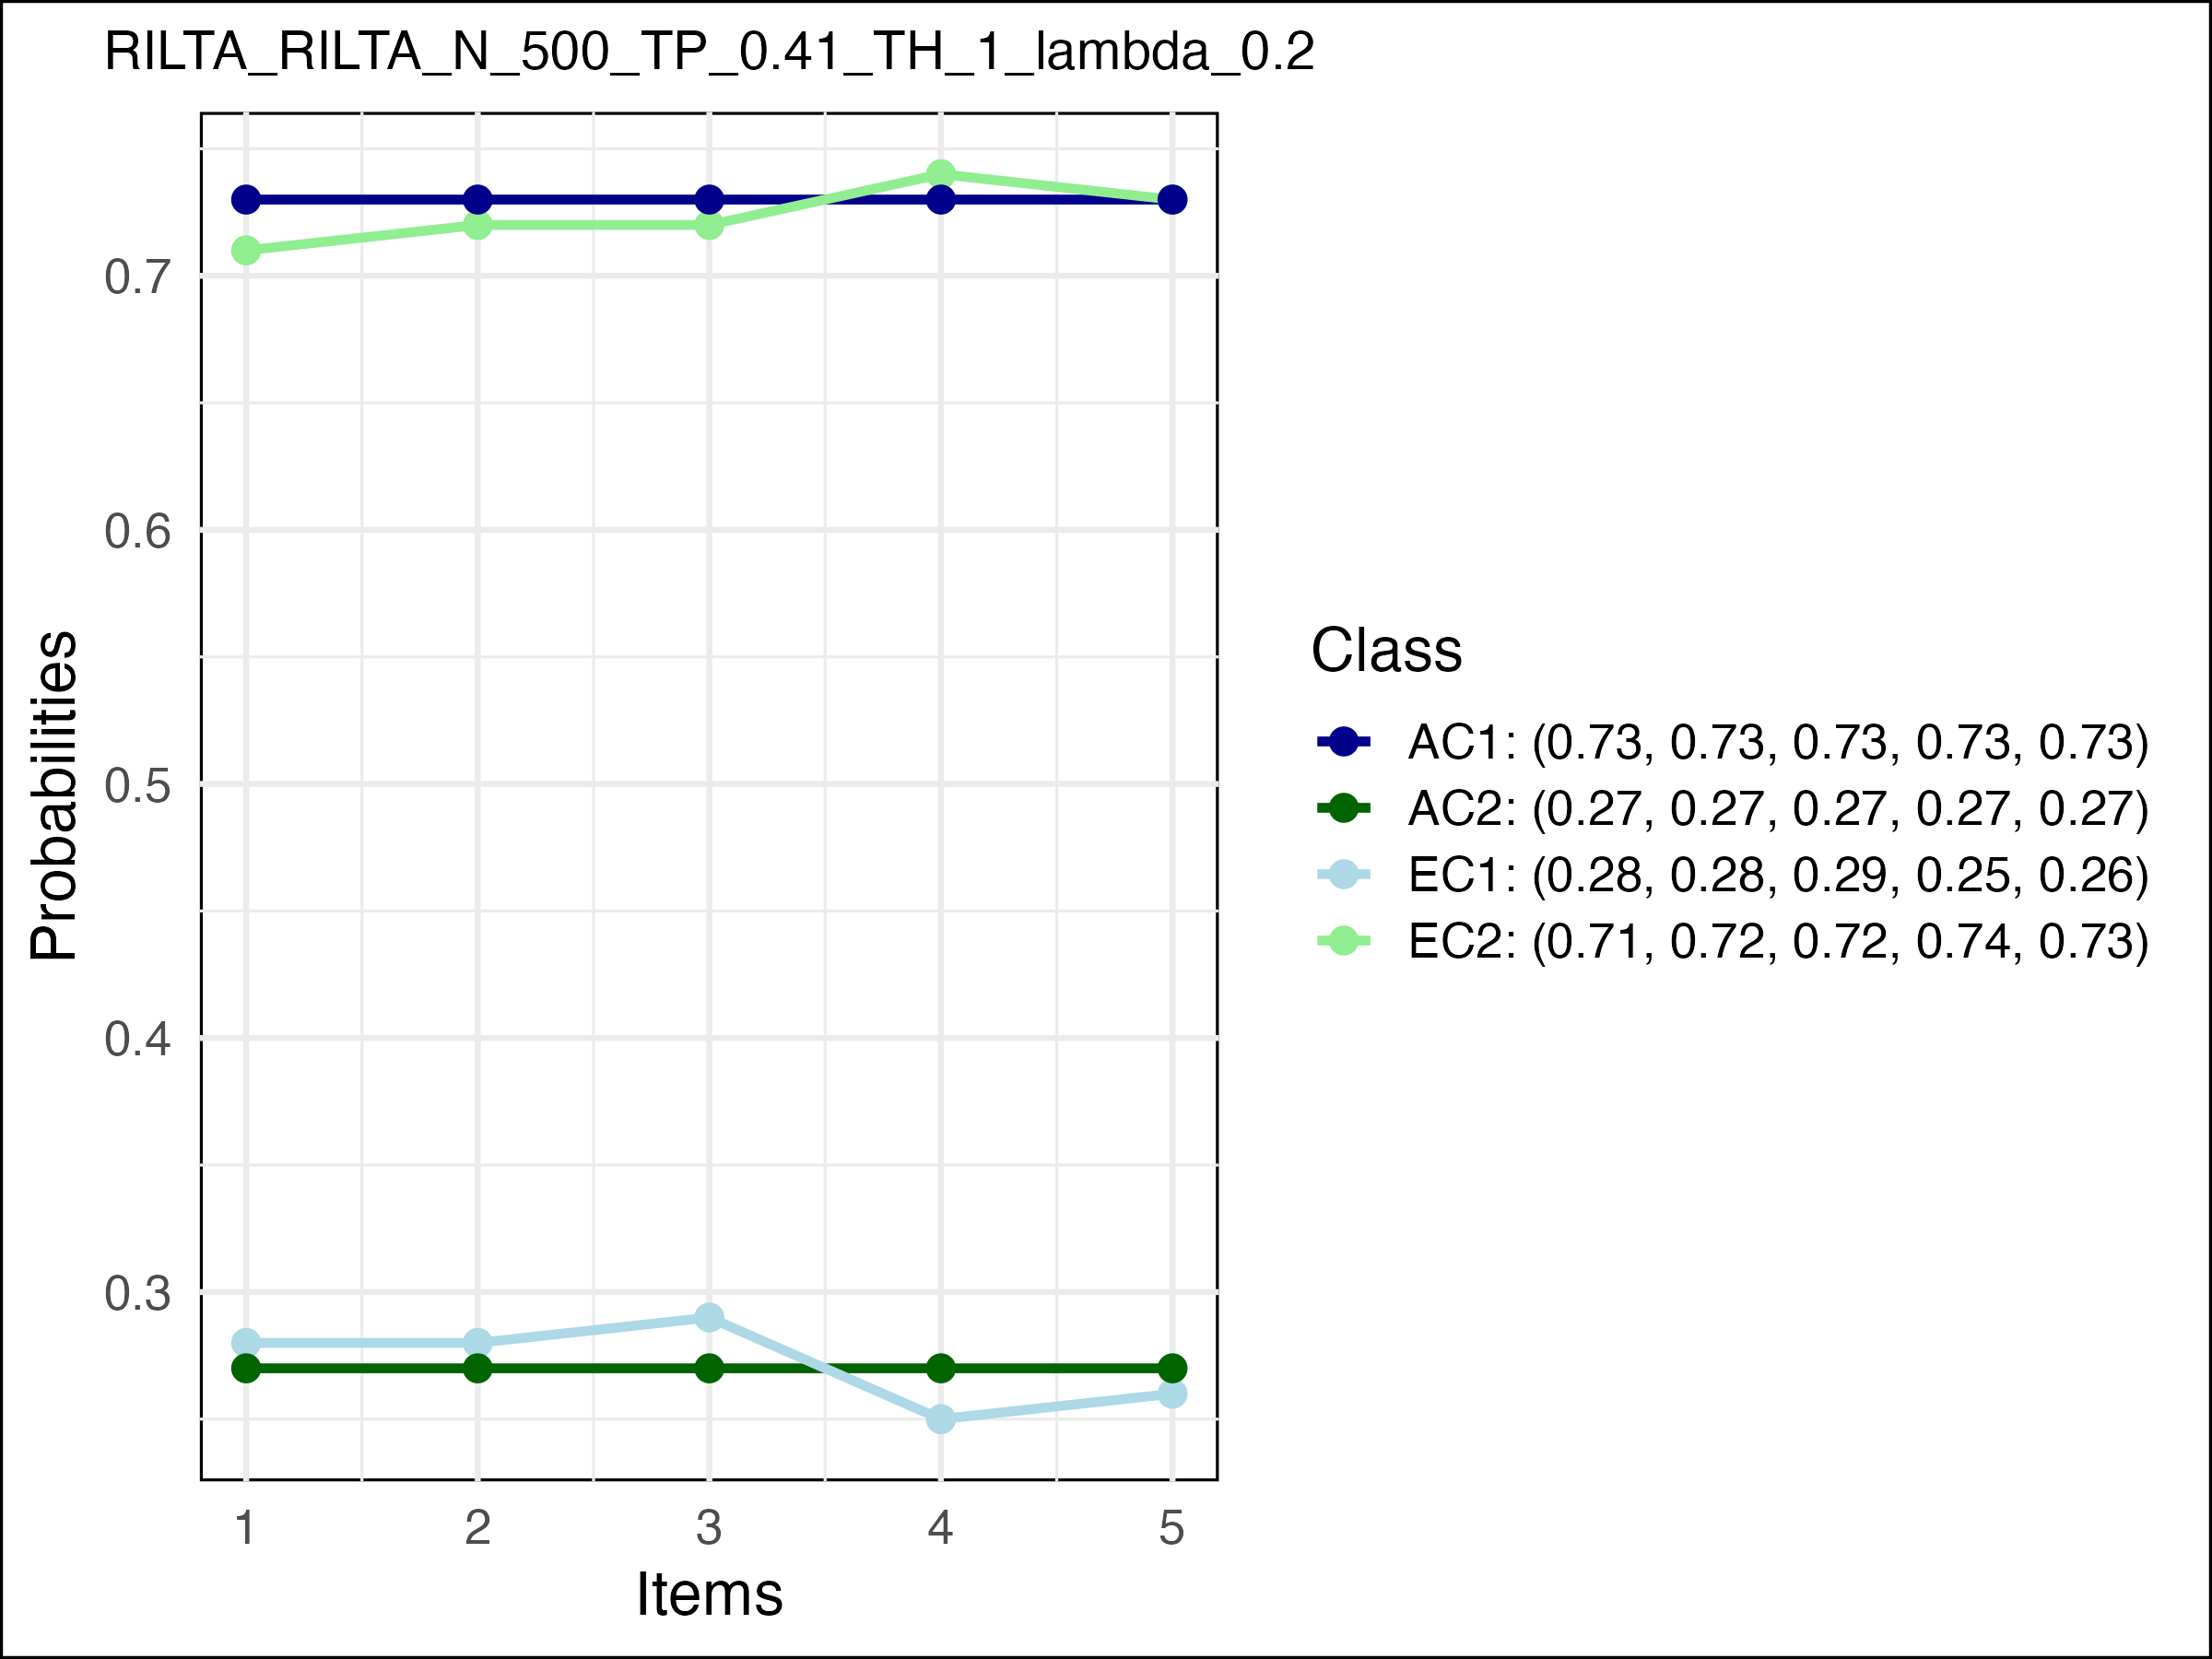 RILTA_RILTA_N_500_TP_0.41_TH_1_lambda_0.2
Probabilities
0.7
0.6
0.5
0.4
0.3
1 2 3 4 5
Items
Class
AC1: (0.73, 0.73, 0.73, 0.73, 0.73)
AC2: (0.27, 0.27, 0.27, 0.27, 0.27)
EC1: (0.28, 0.28, 0.29, 0.25, 0.26)
EC2: (0.71, 0.72, 0.72, 0.74, 0.73)